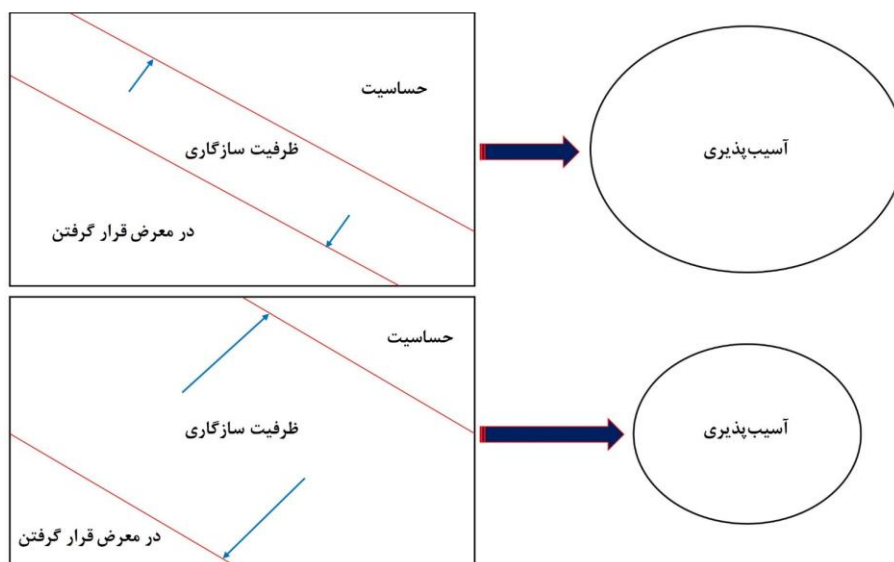 حساسیت
ظرفیت سازگاری
در معرض قرار گرفتن
آسیب‌پذیری
حساسیت
ظرفیت سازگاری
در معرض قرار گرفتن
آسیب‌پذیری